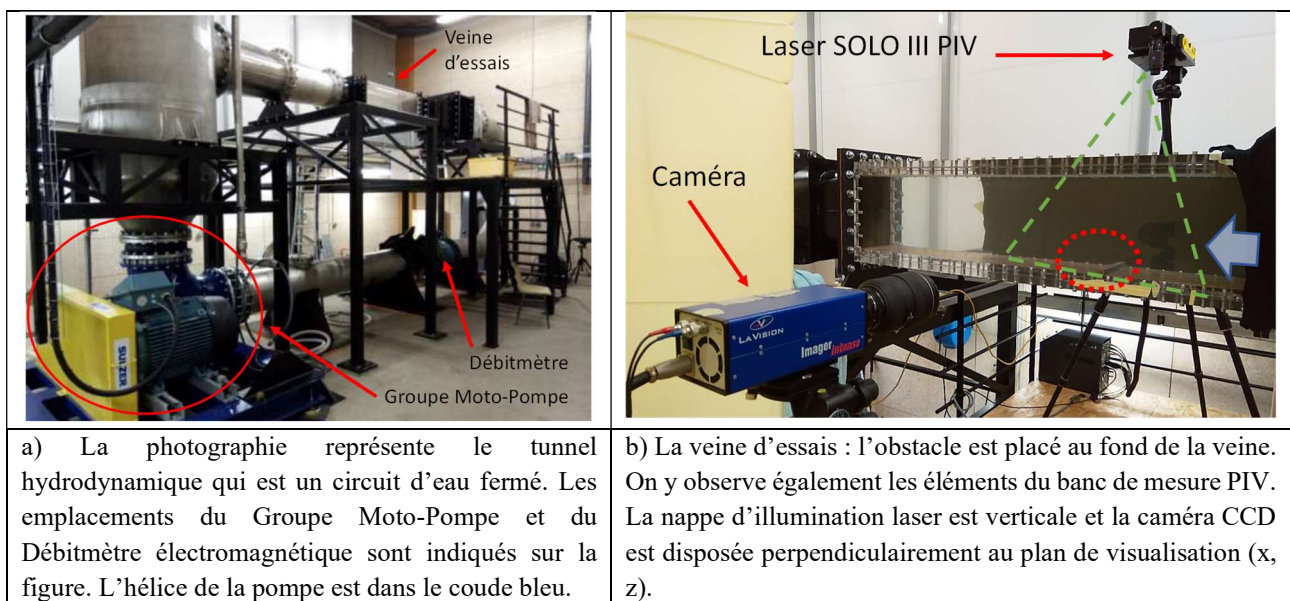 Veine
d’essais
Débitmètre
Groupe Moto-Pompe
SULZER
Laser SOLO III PIV
Caméra
LAVISION
Imager Intense
a) La photographie représente le tunnel
hydrodynamique qui est un circuit d’eau fermé. Les
emplacements du Groupe Moto-Pompe et du
Débitmètre électromagnétique sont indiqués sur la
figure. L’hélice de la pompe est dans le coude bleu.
b) La veine d’essais : l’obstacle est placé au fond de la veine.
On y observe également les éléments du banc de mesure PIV.
La nappe d’illumination laser est verticale et la caméra CCD
est disposée perpendiculairement au plan de visualisation (x,
z).